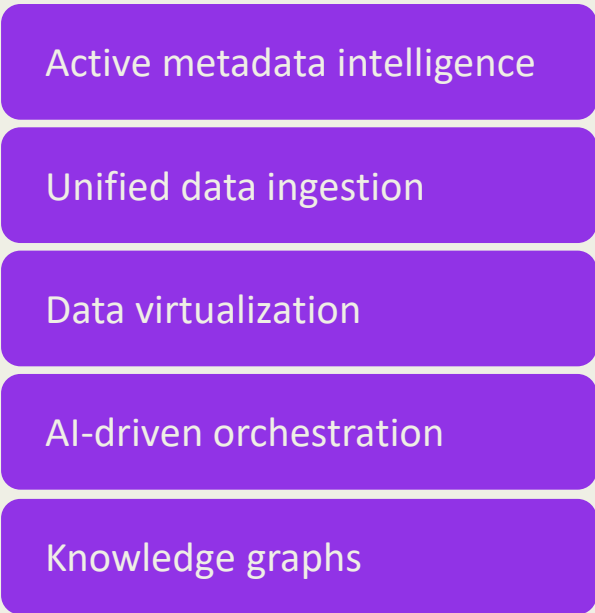 Active metadata intelligence
Unified data ingestion
Data virtualization
AI-driven orchestration
Knowledge graphs